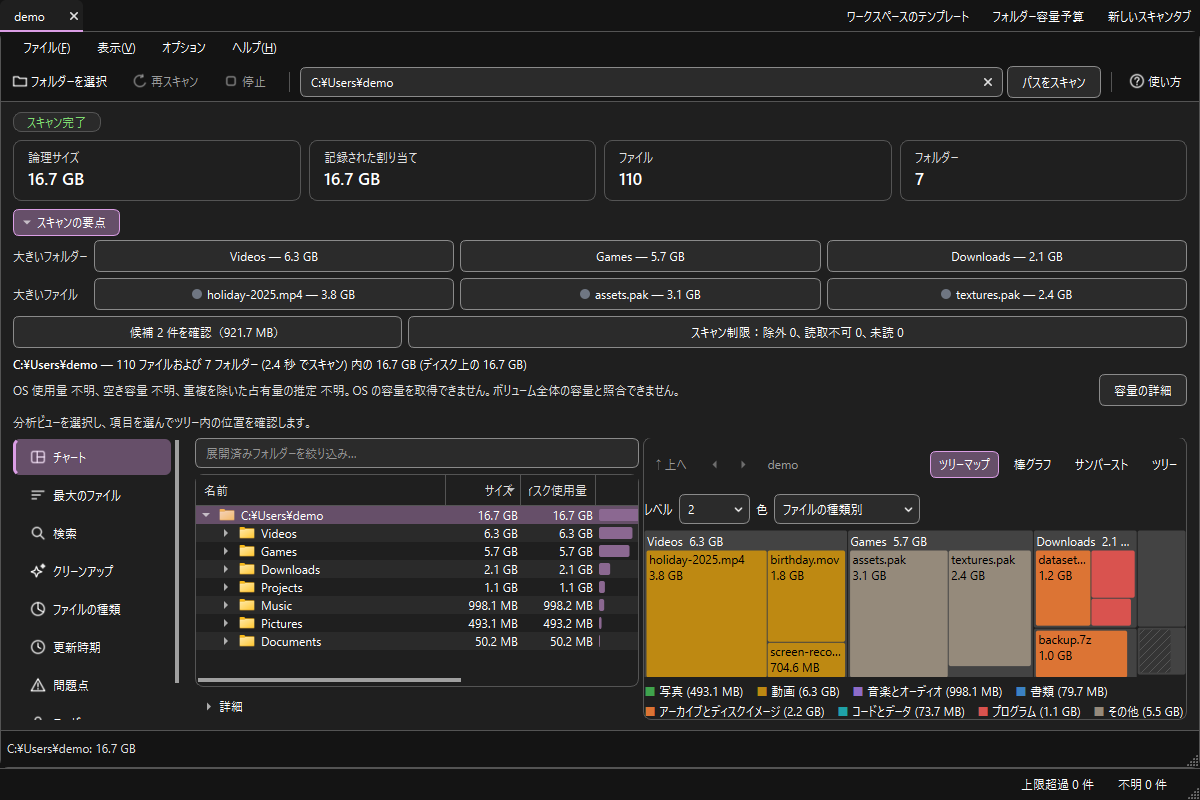 demo ✕ ワークスペースのテンプレート フォルダー容量予算 新しいスキャンタブ
ファイル(F) 表示(V) オプション ヘルプ(H)
フォルダーを選択 再スキャン 停止 C:¥Users¥demo ✕ パスをスキャン 使い方
スキャン完了
論理サイズ 記録された割り当て ファイル フォルダー
16.7 GB 16.7 GB 110 7
スキャンの要点
大きいフォルダー Videos — 6.3 GB Games — 5.7 GB Downloads — 2.1 GB
大きいファイル holiday-2025.mp4 — 3.8 GB assets.pak — 3.1 GB textures.pak — 2.4 GB
候補 2 件を確認（921.7 MB） スキャン制限：除外 0、読取不可 0、未読 0
C:¥Users¥demo — 110 ファイルおよび 7 フォルダー (2.4 秒 でスキャン) 内の 16.7 GB (ディスク上の 16.7 GB)
OS 使用量 不明、空き容量 不明、重複を除いた占有量の推定 不明。OS の容量を取得できません。ボリューム全体の容量と照合できません。
容量の詳細
分析ビューを選択し、項目を選んでツリー内の位置を確認します。
チャート
最大のファイル
検索
クリーンアップ
ファイルの種類
更新時期
問題点
展開済みフォルダーを絞り込み...
名前 サイズ ィスク使用量
C:¥Users¥demo 16.7 GB 16.7 GB
Videos 6.3 GB 6.3 GB
Games 5.7 GB 5.7 GB
Downloads 2.1 GB 2.1 GB
Projects 1.1 GB 1.1 GB
Music 998.1 MB 998.2 MB
Pictures 493.1 MB 493.2 MB
Documents 50.2 MB 50.2 MB
詳細
↑ 上へ demo ツリーマップ 棒グラフ サンバースト ツリー
レベル 2 色 ファイルの種類別
Videos 6.3 GB Games 5.7 GB Downloads 2.1 ...
holiday-2025.mp4 birthday.mov assets.pak textures.pak dataset...
3.8 GB 1.8 GB 3.1 GB 2.4 GB 1.2 GB
backup.7z
screen-reco... 1.0 GB
704.6 MB
写真 (493.1 MB) 動画 (6.3 GB) 音楽とオーディオ (998.1 MB) 書類 (79.7 MB)
アーカイブとディスクイメージ (2.2 GB) コードとデータ (73.7 MB) プログラム (1.1 GB) その他 (5.5 GB)
C:¥Users¥demo: 16.7 GB
上限超過 0 件 不明 0 件